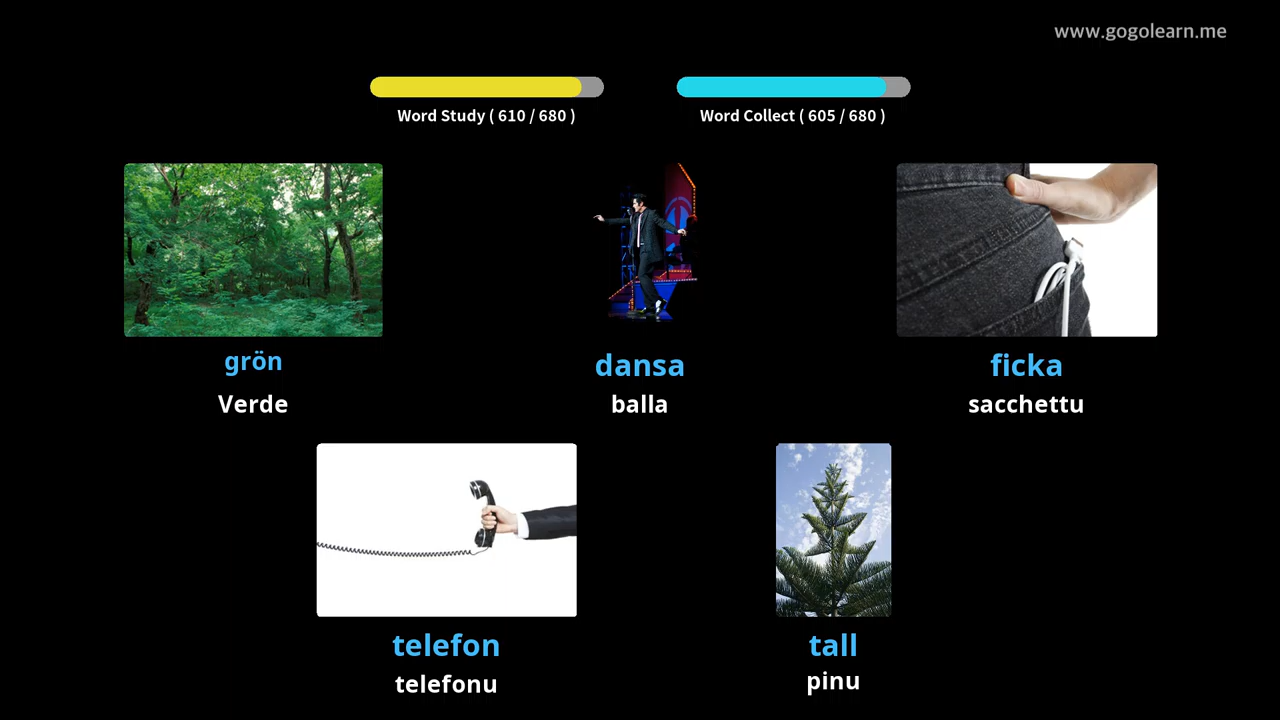 www.gogolearn.me
Word Study ( 610 / 680 )
Word Collect ( 605 / 680 )
grön
Verde
dansa
balla
ficka
sacchettu
telefon
telefonu
tall
pinu